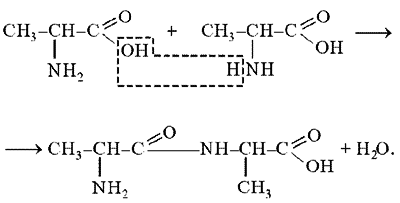 O O
CH₃-CH-C + CH₃-CH-C ⟶
OH OH
NH₂ HNH
O O
⟶ CH₃-CH-C—NH-CH-C + H₂O.
OH
NH₂ CH₃